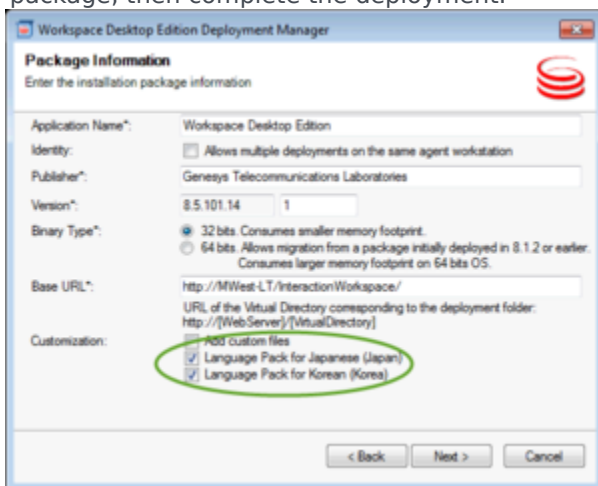 package, then complete the deployment.
Workspace Desktop Edition Deployment Manager
Package Information
Enter the installation package information
Application Name*: Workspace Desktop Edition
Identity: Allows multiple deployments on the same agent workstation
Publisher*: Genesys Telecommunications Laboratories
Version*: 8.5.101.14 1
Binary Type*: 32 bits. Consumes smaller memory footprint.
64 bits. Allows migration from a package initially deployed in 8.1.2 or earlier.
Consumes larger memory footprint on 64 bits OS.
Base URL*: http://MWest-LT/InteractionWorkspace/
URL of the Virtual Directory corresponding to the deployment folder:
http://[WebServer]/[VirtualDirectory]
Customization: Add custom files
Language Pack for Japanese (Japan)
Language Pack for Korean (Korea)
< Back Next > Cancel